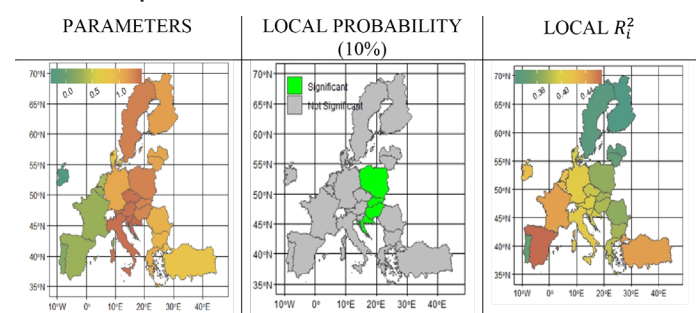 PARAMETERS
LOCAL PROBABILITY
(10%)
LOCAL R_i^2
70°N
65°N
60°N
55°N
50°N
45°N
40°N
35°N
10°W 0° 10°E 20°E 30°E 40°E
0.0 0.5 1.0
70°N
65°N
60°N
55°N
50°N
45°N
40°N
35°N
10°W 0° 10°E 20°E 30°E 40°E
Significant
Not Significant
70°N
65°N
60°N
55°N
50°N
45°N
40°N
35°N
10°W 0° 10°E 20°E 30°E 40°E
0.36 0.40 0.44